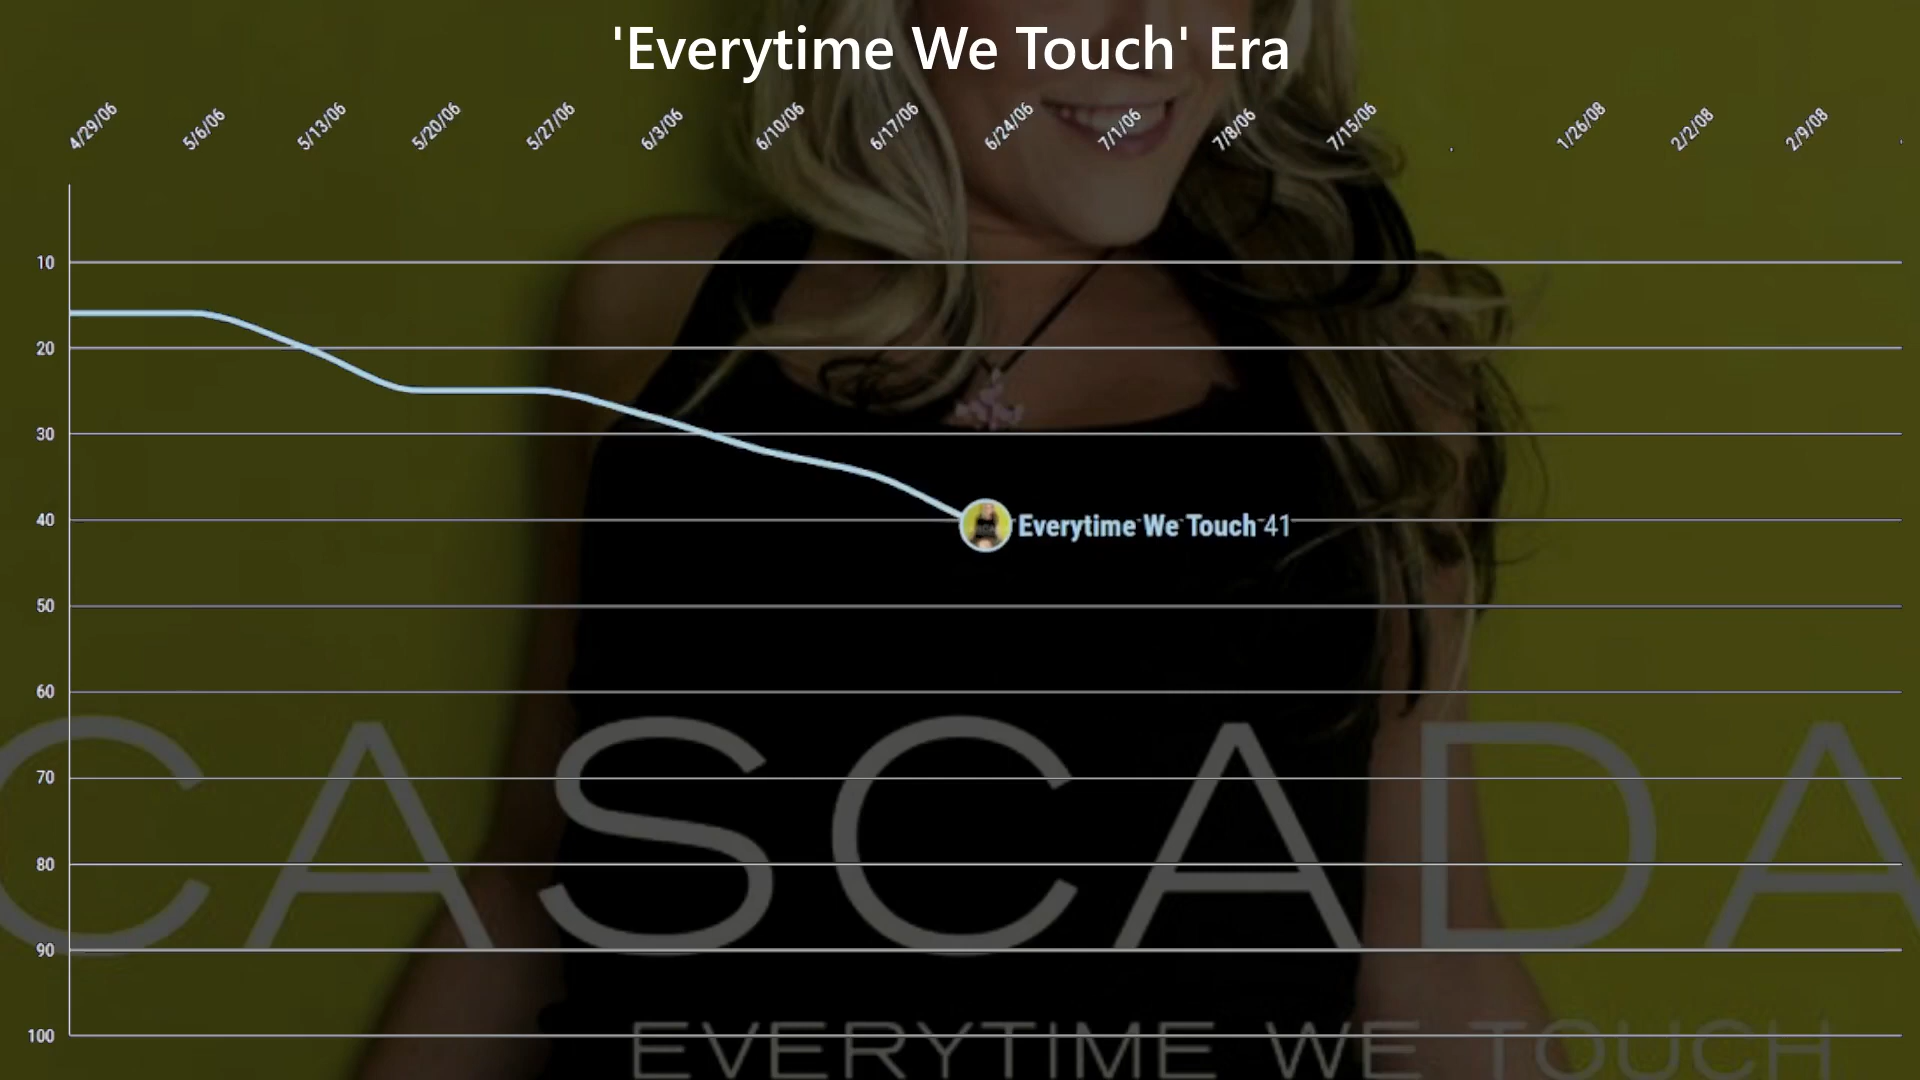 'Everytime We Touch' Era
4/29/06 5/6/06 5/13/06 5/20/06 5/27/06 6/3/06 6/10/06 6/17/06 6/24/06 7/1/06 7/8/06 7/15/06 1/26/08 2/2/08 2/9/08
10
20
30
40
Everytime We Touch 41
50
60
70
80
90
100
CASCADA
EVERYTIME WE TOUCH